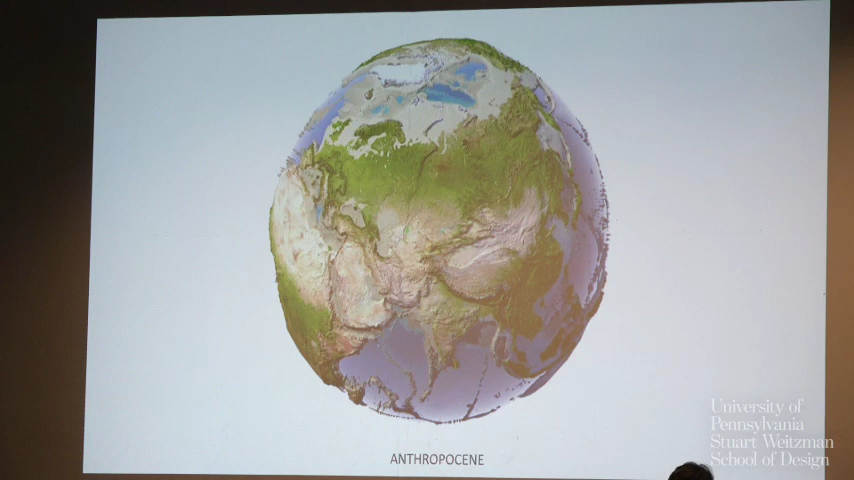 ANTHROPOCENE
University of
Pennsylvania
Stuart Weitzman
School of Design